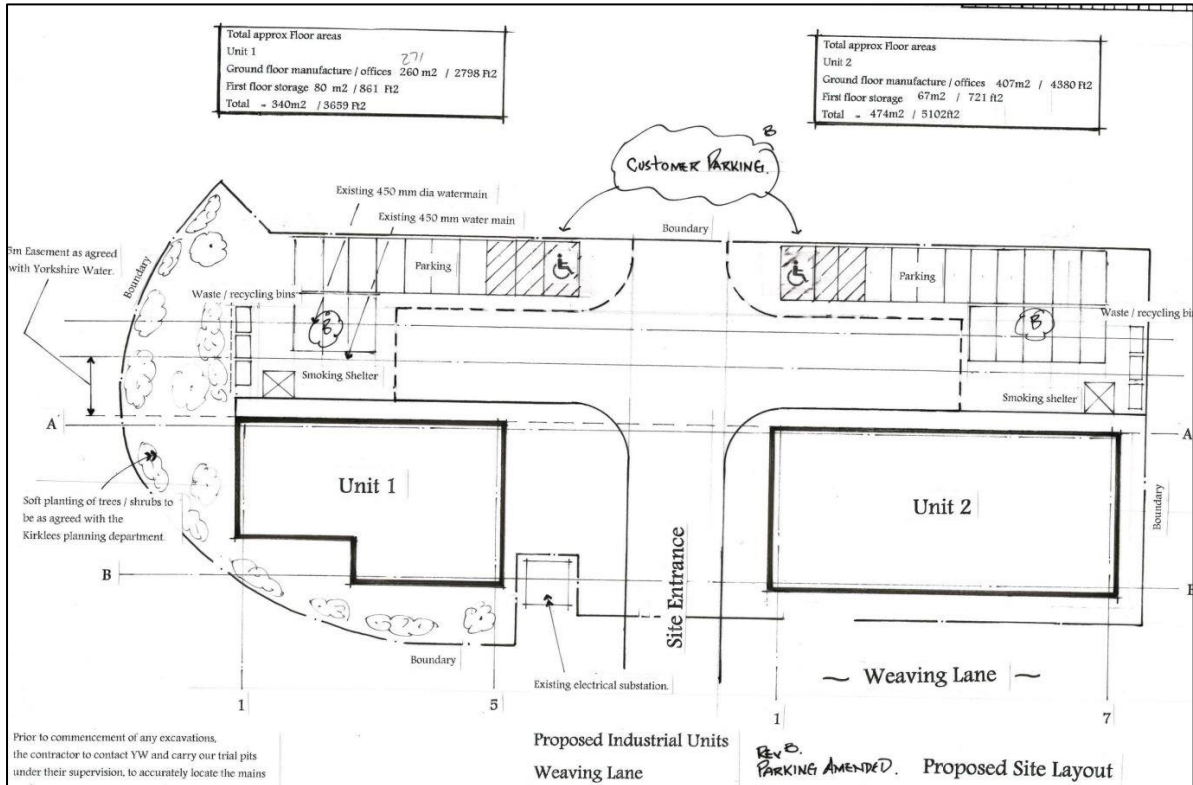 Total approx Floor areas
Unit 1
271
Ground floor manufacture / offices 260 m2 / 2798 Ft2
First floor storage 80 m2 / 861 Ft2
Total = 340m2 / 3659 Ft2
Total approx Floor areas
Unit 2
Ground floor manufacture / offices 407m2 / 4380 Ft2
First floor storage 67m2 / 721 ft2
Total = 474m2 / 5102ft2
B
CUSTOMER PARKING.
Existing 450 mm dia watermain
Existing 450 mm water main
Boundary
5m Easement as agreed
with Yorkshire Water.
Boundary
Parking
Parking
Waste / recycling bins
B
B
Waste / recycling bin
Smoking Shelter
Smoking shelter
A
A
Unit 1
Unit 2
Soft planting of trees / shrubs to
be as agreed with the
Kirklees planning department
Boundary
B
Site Entrance
Boundary
Existing electrical substation.
~ Weaving Lane ~
1
5
1
7
Prior to commencement of any excavations,
the contractor to contact YW and carry our trial pits
under their supervision, to accurately locate the mains
Proposed Industrial Units
Weaving Lane
REV B.
PARKING AMENDED.
Proposed Site Layout